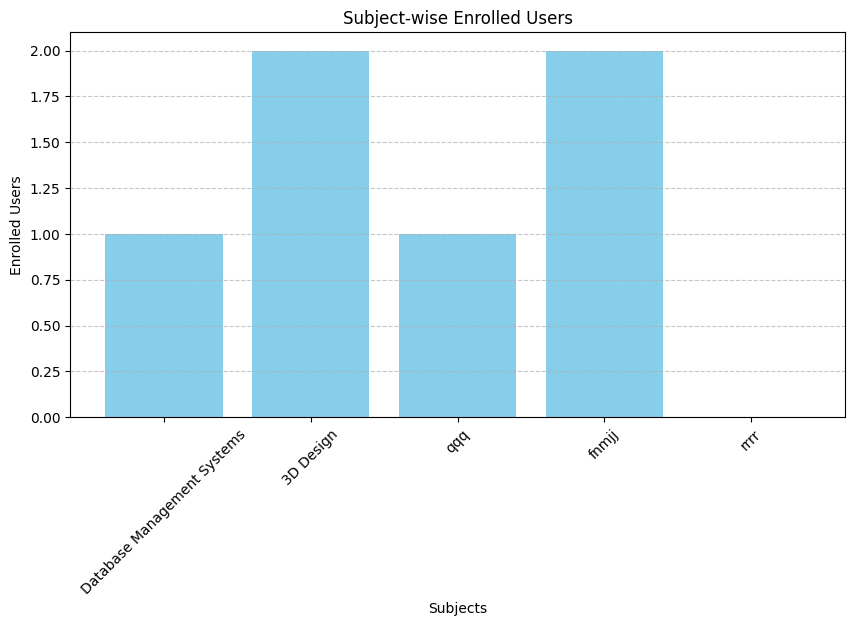 Subject-wise Enrolled Users
Enrolled Users
2.00
1.75
1.50
1.25
1.00
0.75
0.50
0.25
0.00
Database Management Systems
3D Design
qqq
fnmjj
rrrr
Subjects